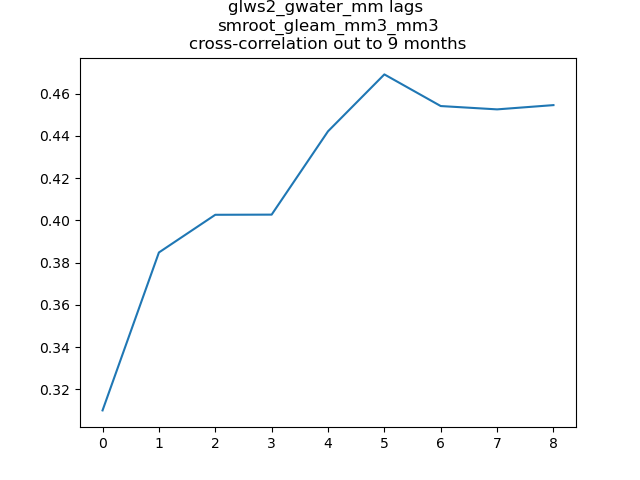 glws2_gwater_mm lags
smroot_gleam_mm3_mm3
cross-correlation out to 9 months
0.46
0.44
0.42
0.40
0.38
0.36
0.34
0.32
0 1 2 3 4 5 6 7 8